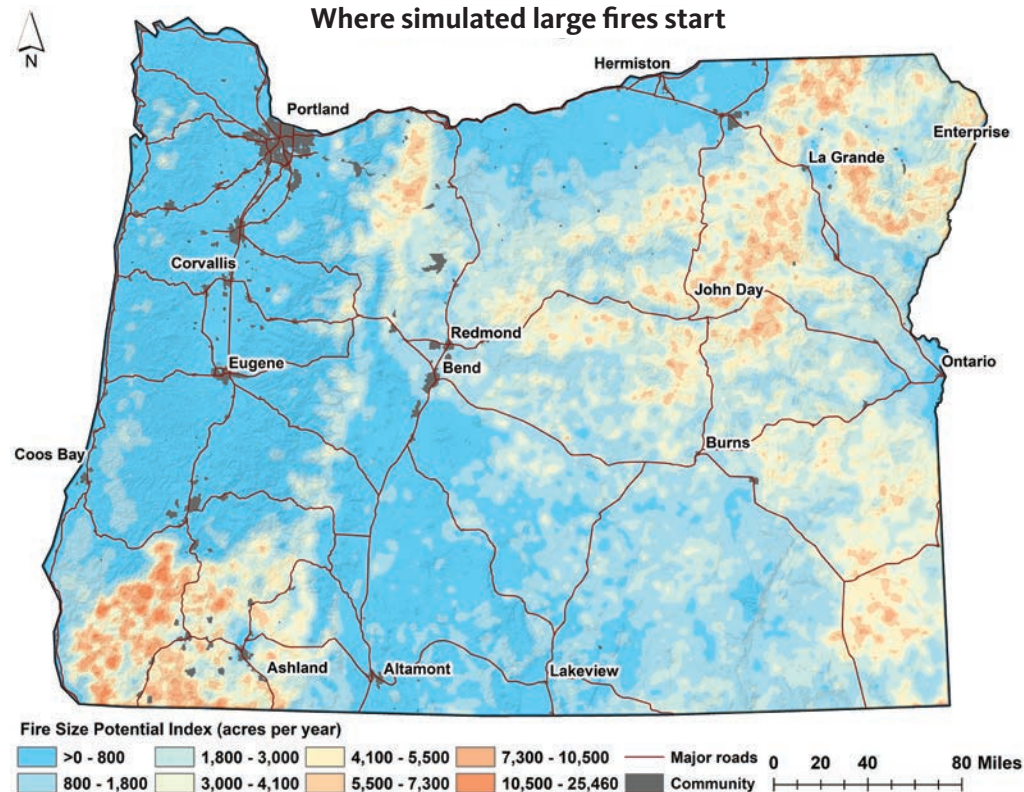 Where simulated large fires start
N
Hermiston
Portland
Enterprise
La Grande
Corvallis
John Day
Redmond
Ontario
Eugene
Bend
Burns
Coos Bay
Ashland
Altamont
Lakeview
Fire Size Potential Index (acres per year)
>0 - 800
1,800 - 3,000
4,100 - 5,500
7,300 - 10,500
Major roads
0 20 40 80 Miles
800 - 1,800
3,000 - 4,100
5,500 - 7,300
10,500 - 25,460
Community